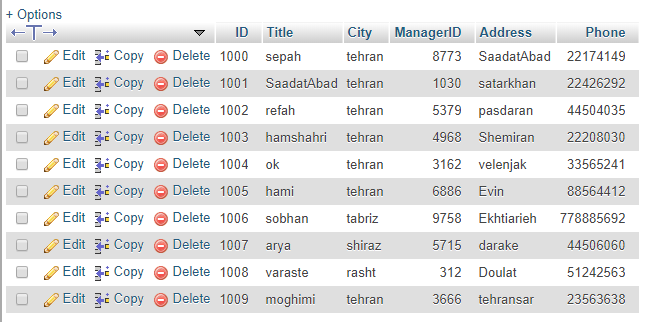 + Options
ID Title City ManagerID Address Phone
Edit Copy Delete 1000 sepah tehran 8773 SaadatAbad 22174149
Edit Copy Delete 1001 SaadatAbad tehran 1030 satarkhan 22426292
Edit Copy Delete 1002 refah tehran 5379 pasdaran 44504035
Edit Copy Delete 1003 hamshahri tehran 4968 Shemiran 22208030
Edit Copy Delete 1004 ok tehran 3162 velenjak 33565241
Edit Copy Delete 1005 hami tehran 6886 Evin 88564412
Edit Copy Delete 1006 sobhan tabriz 9758 Ekhtiarieh 778885692
Edit Copy Delete 1007 arya shiraz 5715 darake 44506060
Edit Copy Delete 1008 varaste rasht 312 Doulat 51242563
Edit Copy Delete 1009 moghimi tehran 3666 tehransar 23563638